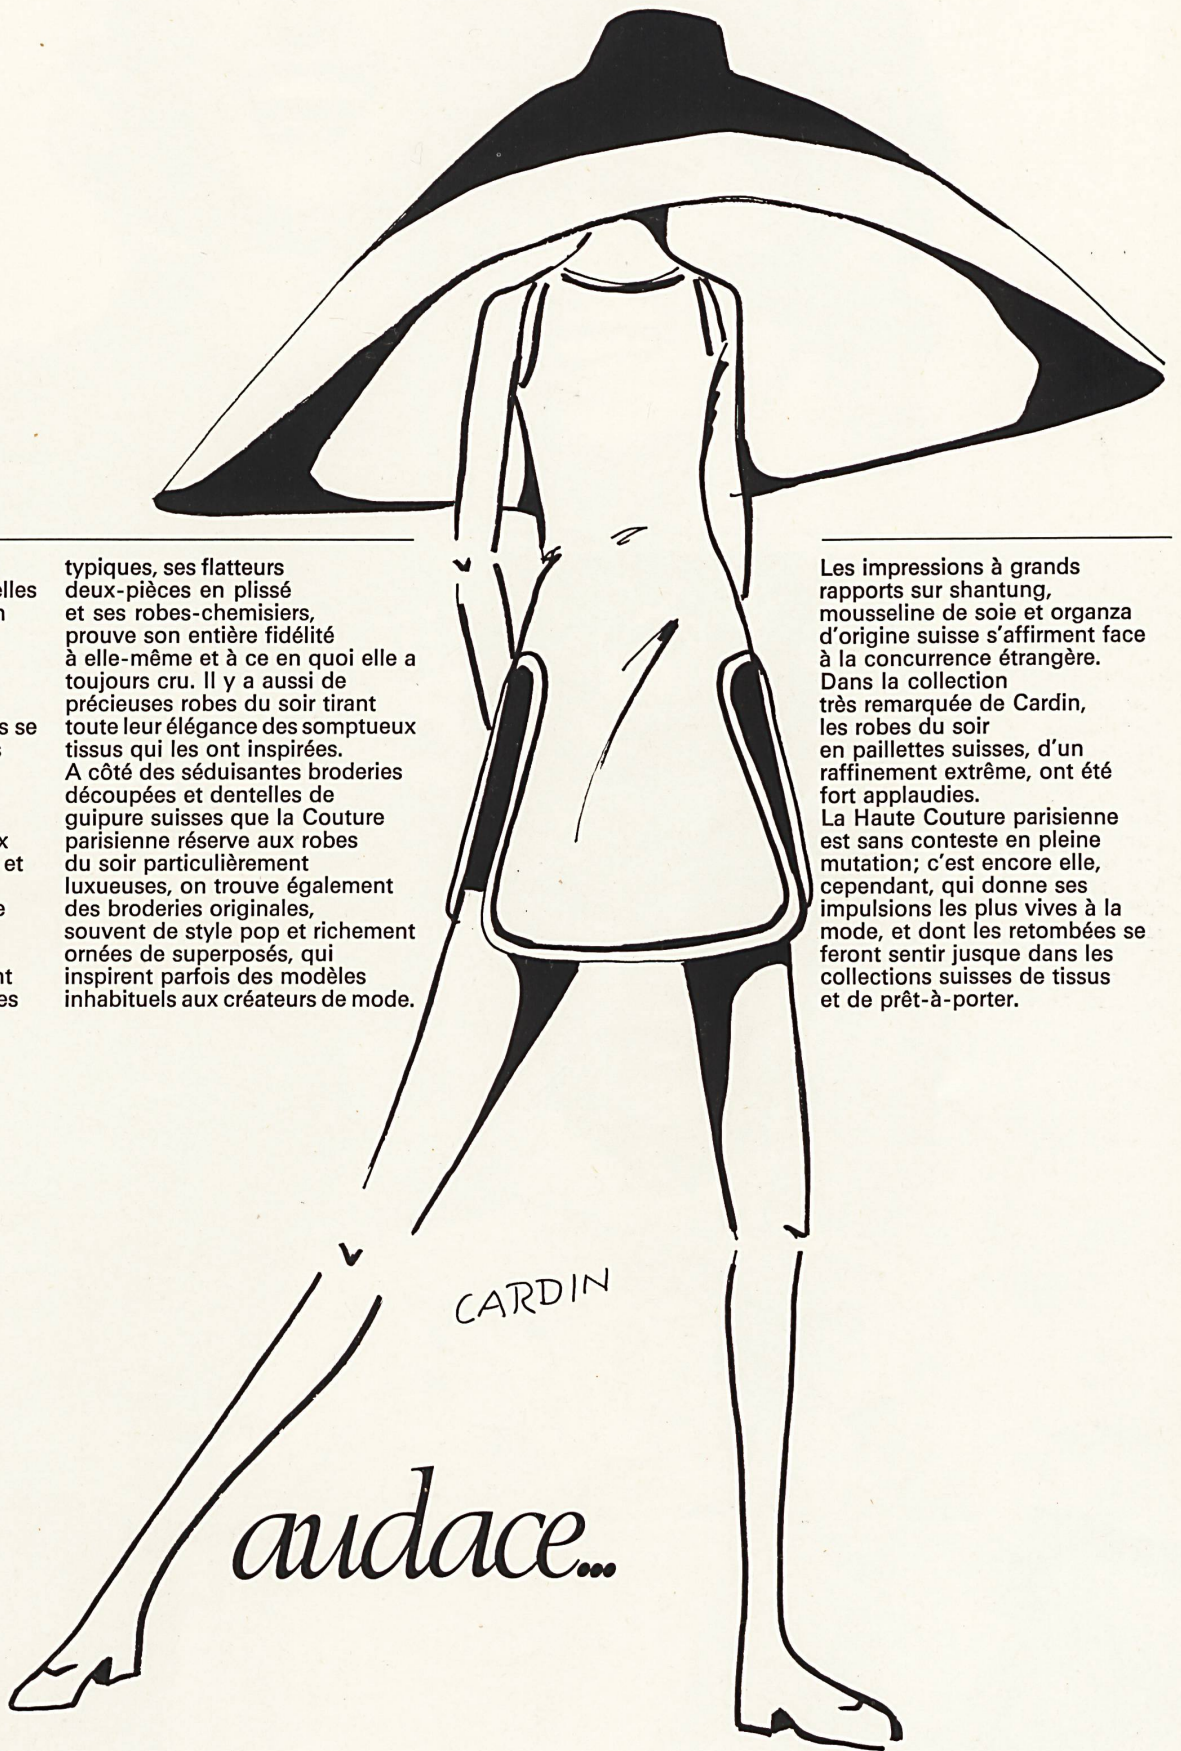 elles
n
s se
s
x
et
e
nt
es
typiques, ses flatteurs
deux-pièces en plissé
et ses robes-chemisiers,
prouve son entière fidélité
à elle-même et à ce en quoi elle a
toujours cru. Il y a aussi de
précieuses robes du soir tirant
toute leur élégance des somptueux
tissus qui les ont inspirées.
A côté des séduisantes broderies
découpées et dentelles de
guipure suisses que la Couture
parisienne réserve aux robes
du soir particulièrement
luxueuses, on trouve également
des broderies originales,
souvent de style pop et richement
ornées de superposés, qui
inspirent parfois des modèles
inhabituels aux créateurs de mode.
Les impressions à grands
rapports sur shantung,
mousseline de soie et organza
d'origine suisse s'affirment face
à la concurrence étrangère.
Dans la collection
très remarquée de Cardin,
les robes du soir
en paillettes suisses, d'un
raffinement extrême, ont été
fort applaudies.
La Haute Couture parisienne
est sans conteste en pleine
mutation; c'est encore elle,
cependant, qui donne ses
impulsions les plus vives à la
mode, et dont les retombées se
feront sentir jusque dans les
collections suisses de tissus
et de prêt-à-porter.
CARDIN
audace...